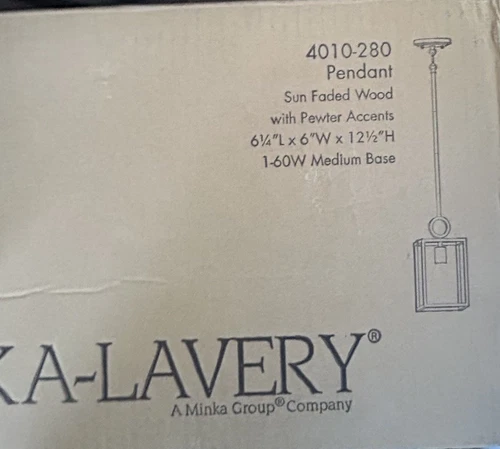 4010-280
Pendant
Sun Faded Wood
with Pewter Accents
6¼"L x 6"W x 12½"H
1-60W Medium Base
KA-LAVERY®
A Minka Group® Company